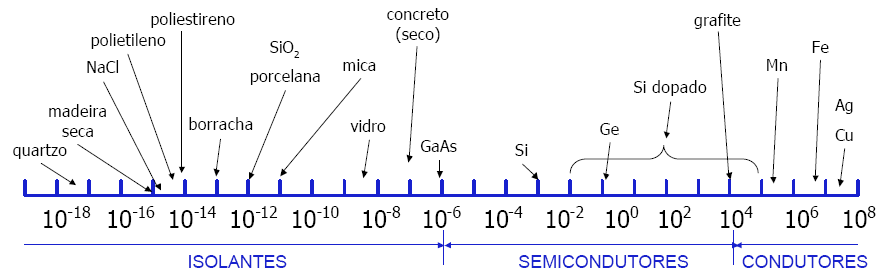 concreto
(seco)
poliestireno
grafite
polietileno
SiO₂
Fe
NaCl
porcelana
mica
Mn
Si dopado
madeira
seca
borracha
vidro
Ge
Ag
Cu
quartzo
GaAs
Si
10⁻¹⁸ 10⁻¹⁶ 10⁻¹⁴ 10⁻¹² 10⁻¹⁰ 10⁻⁸ 10⁻⁶ 10⁻⁴ 10⁻² 10⁰ 10² 10⁴ 10⁶ 10⁸
ISOLANTES SEMICONDUTORES CONDUTORES